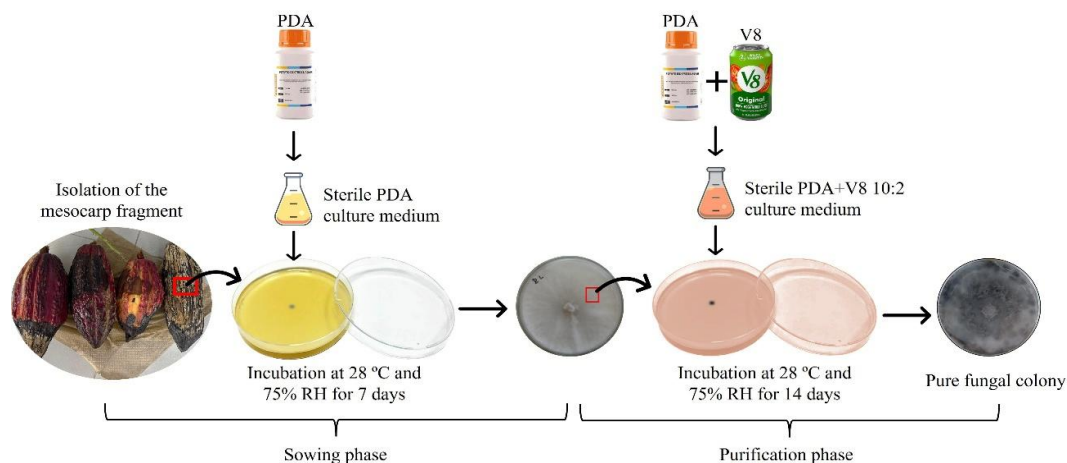 PDA
PDA
V8
V8
Original
Isolation of the
mesocarp fragment
Sterile PDA
culture medium
Sterile PDA+V8 10:2
culture medium
Incubation at 28 ºC and
75% RH for 7 days
Incubation at 28 ºC and
75% RH for 14 days
Pure fungal colony
Sowing phase
Purification phase